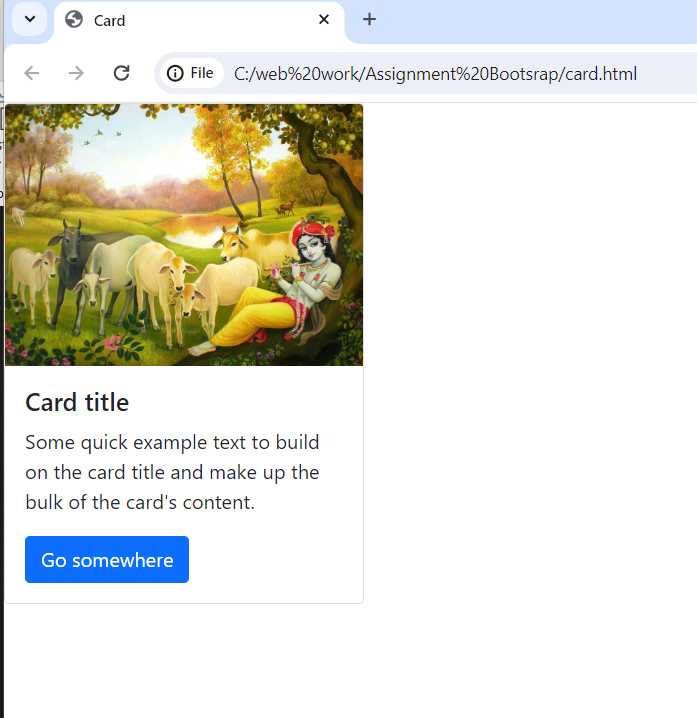 Card
File
C:/web%20work/Assignment%20Bootsrap/card.html
Card title
Some quick example text to build
on the card title and make up the
bulk of the card's content.
Go somewhere